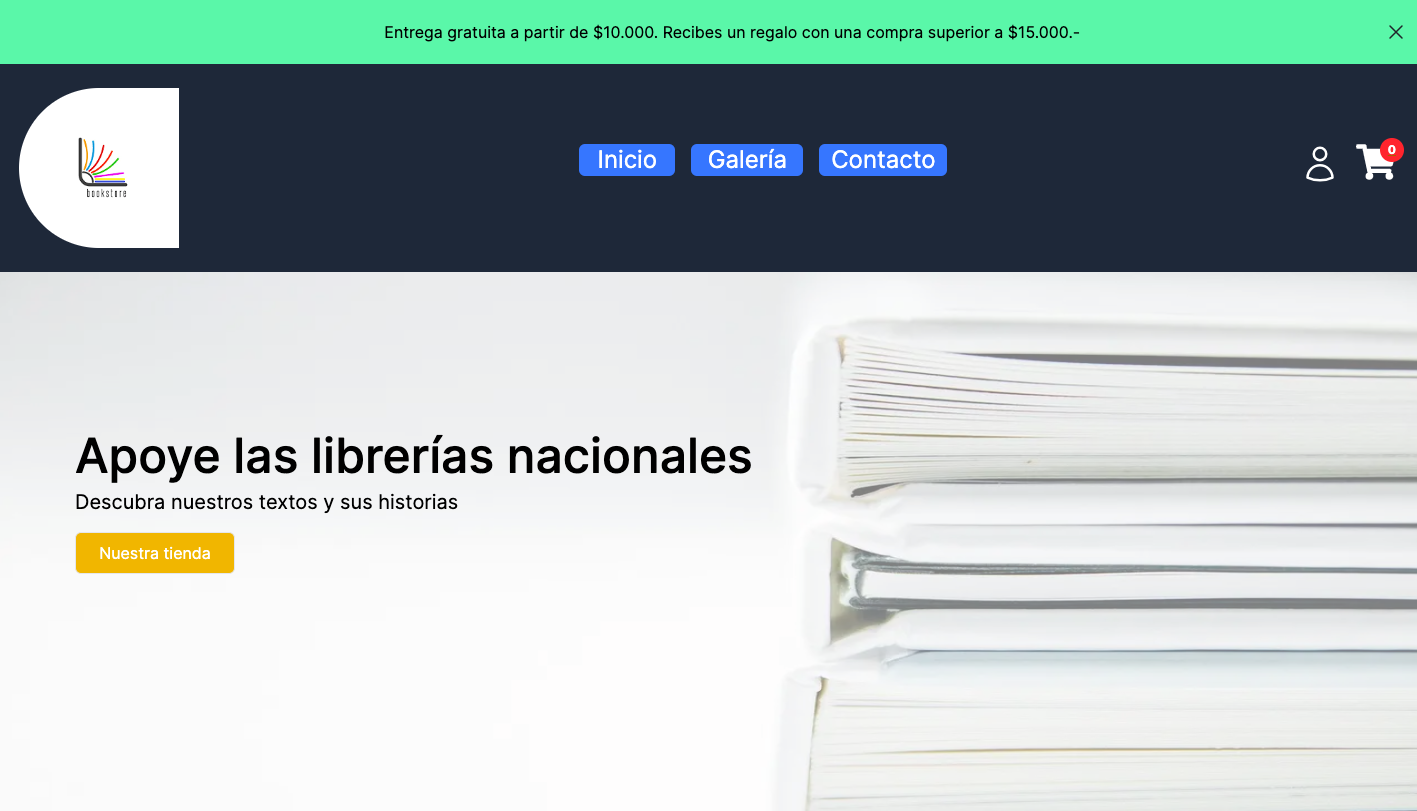 Entrega gratuita a partir de $10.000. Recibes un regalo con una compra superior a $15.000.-
bookstore
Inicio
Galería
Contacto
0
Apoye las librerías nacionales
Descubra nuestros textos y sus historias
Nuestra tienda